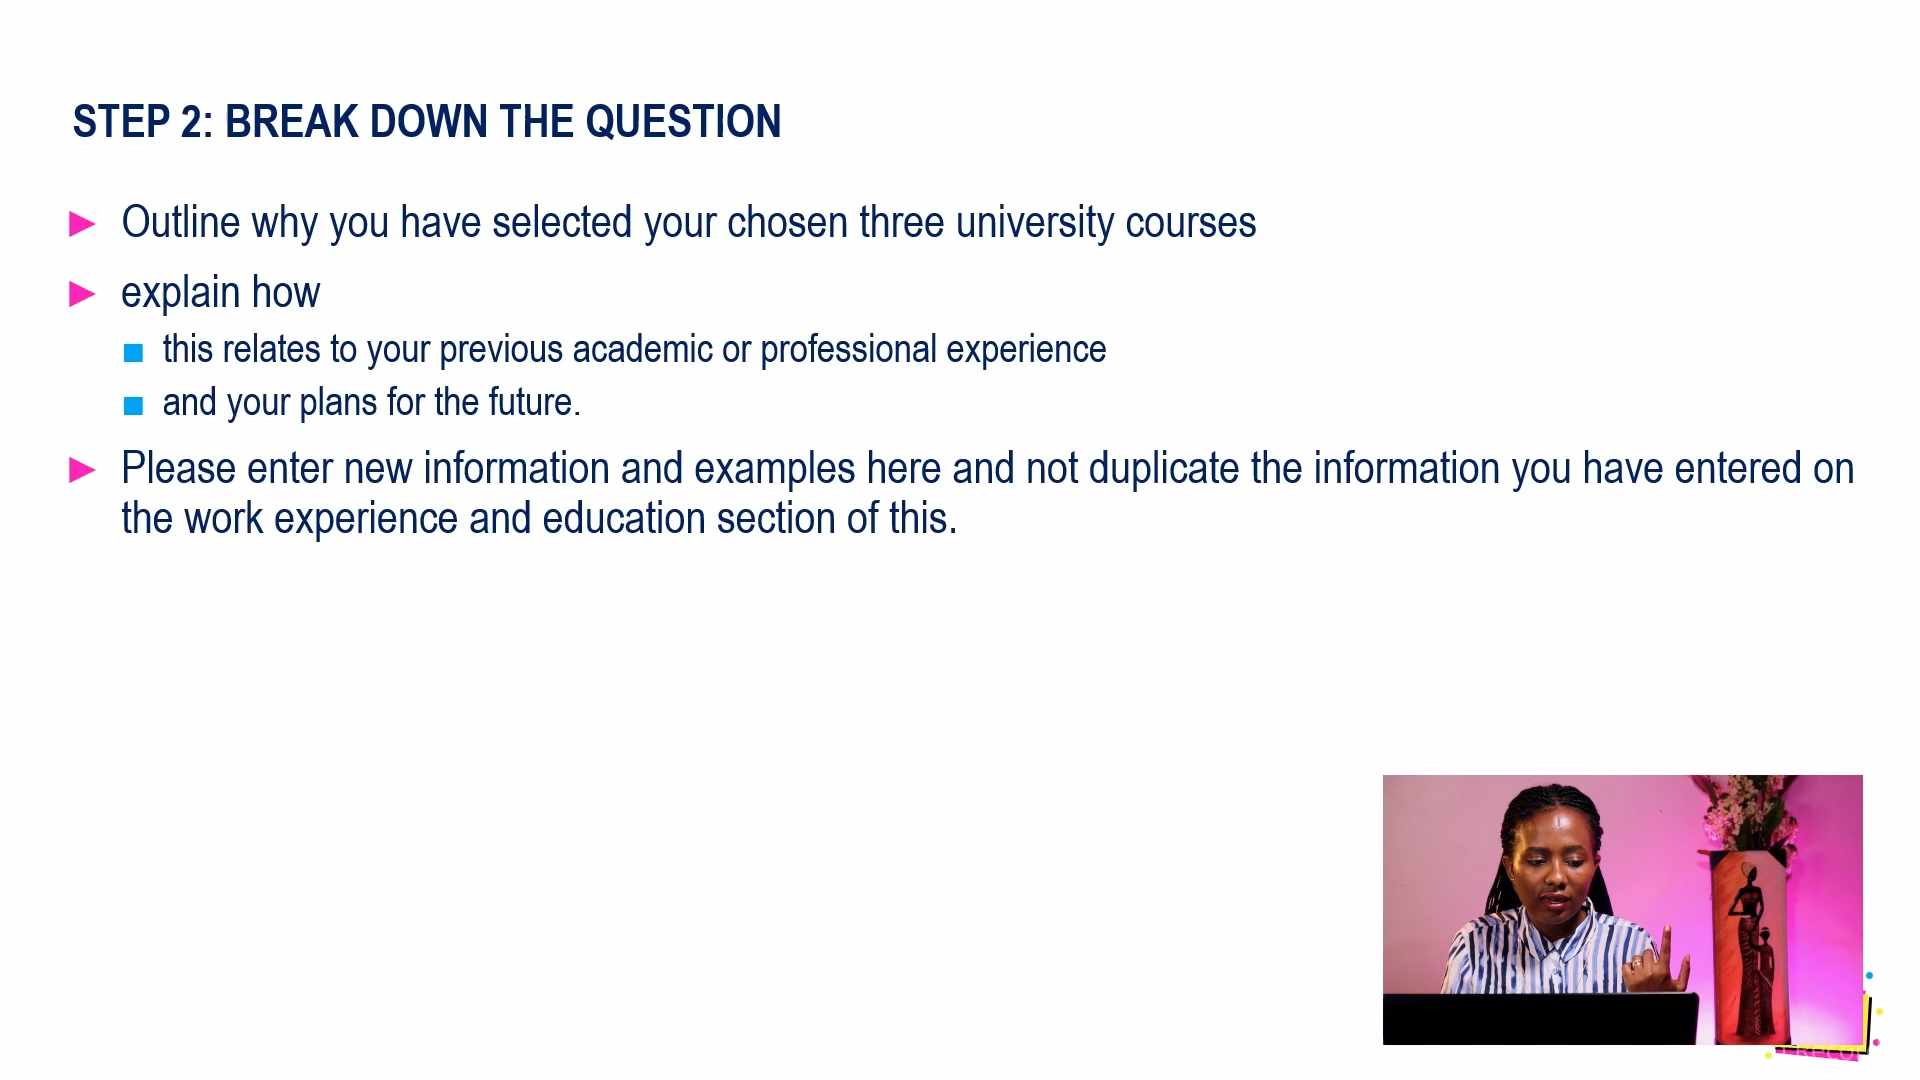 STEP 2: BREAK DOWN THE QUESTION
Outline why you have selected your chosen three university courses
explain how
this relates to your previous academic or professional experience
and your plans for the future.
Please enter new information and examples here and not duplicate the information you have entered on
the work experience and education section of this.